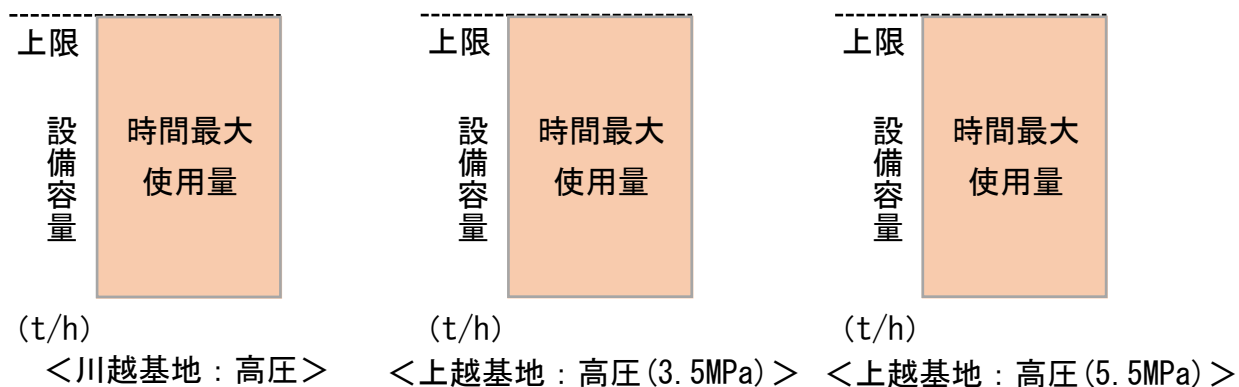 上限
設備容量
時間最大
使用量
(t/h)
＜川越基地：高圧＞
上限
設備容量
時間最大
使用量
(t/h)
＜上越基地：高圧(3.5MPa)＞
上限
設備容量
時間最大
使用量
(t/h)
＜上越基地：高圧(5.5MPa)＞